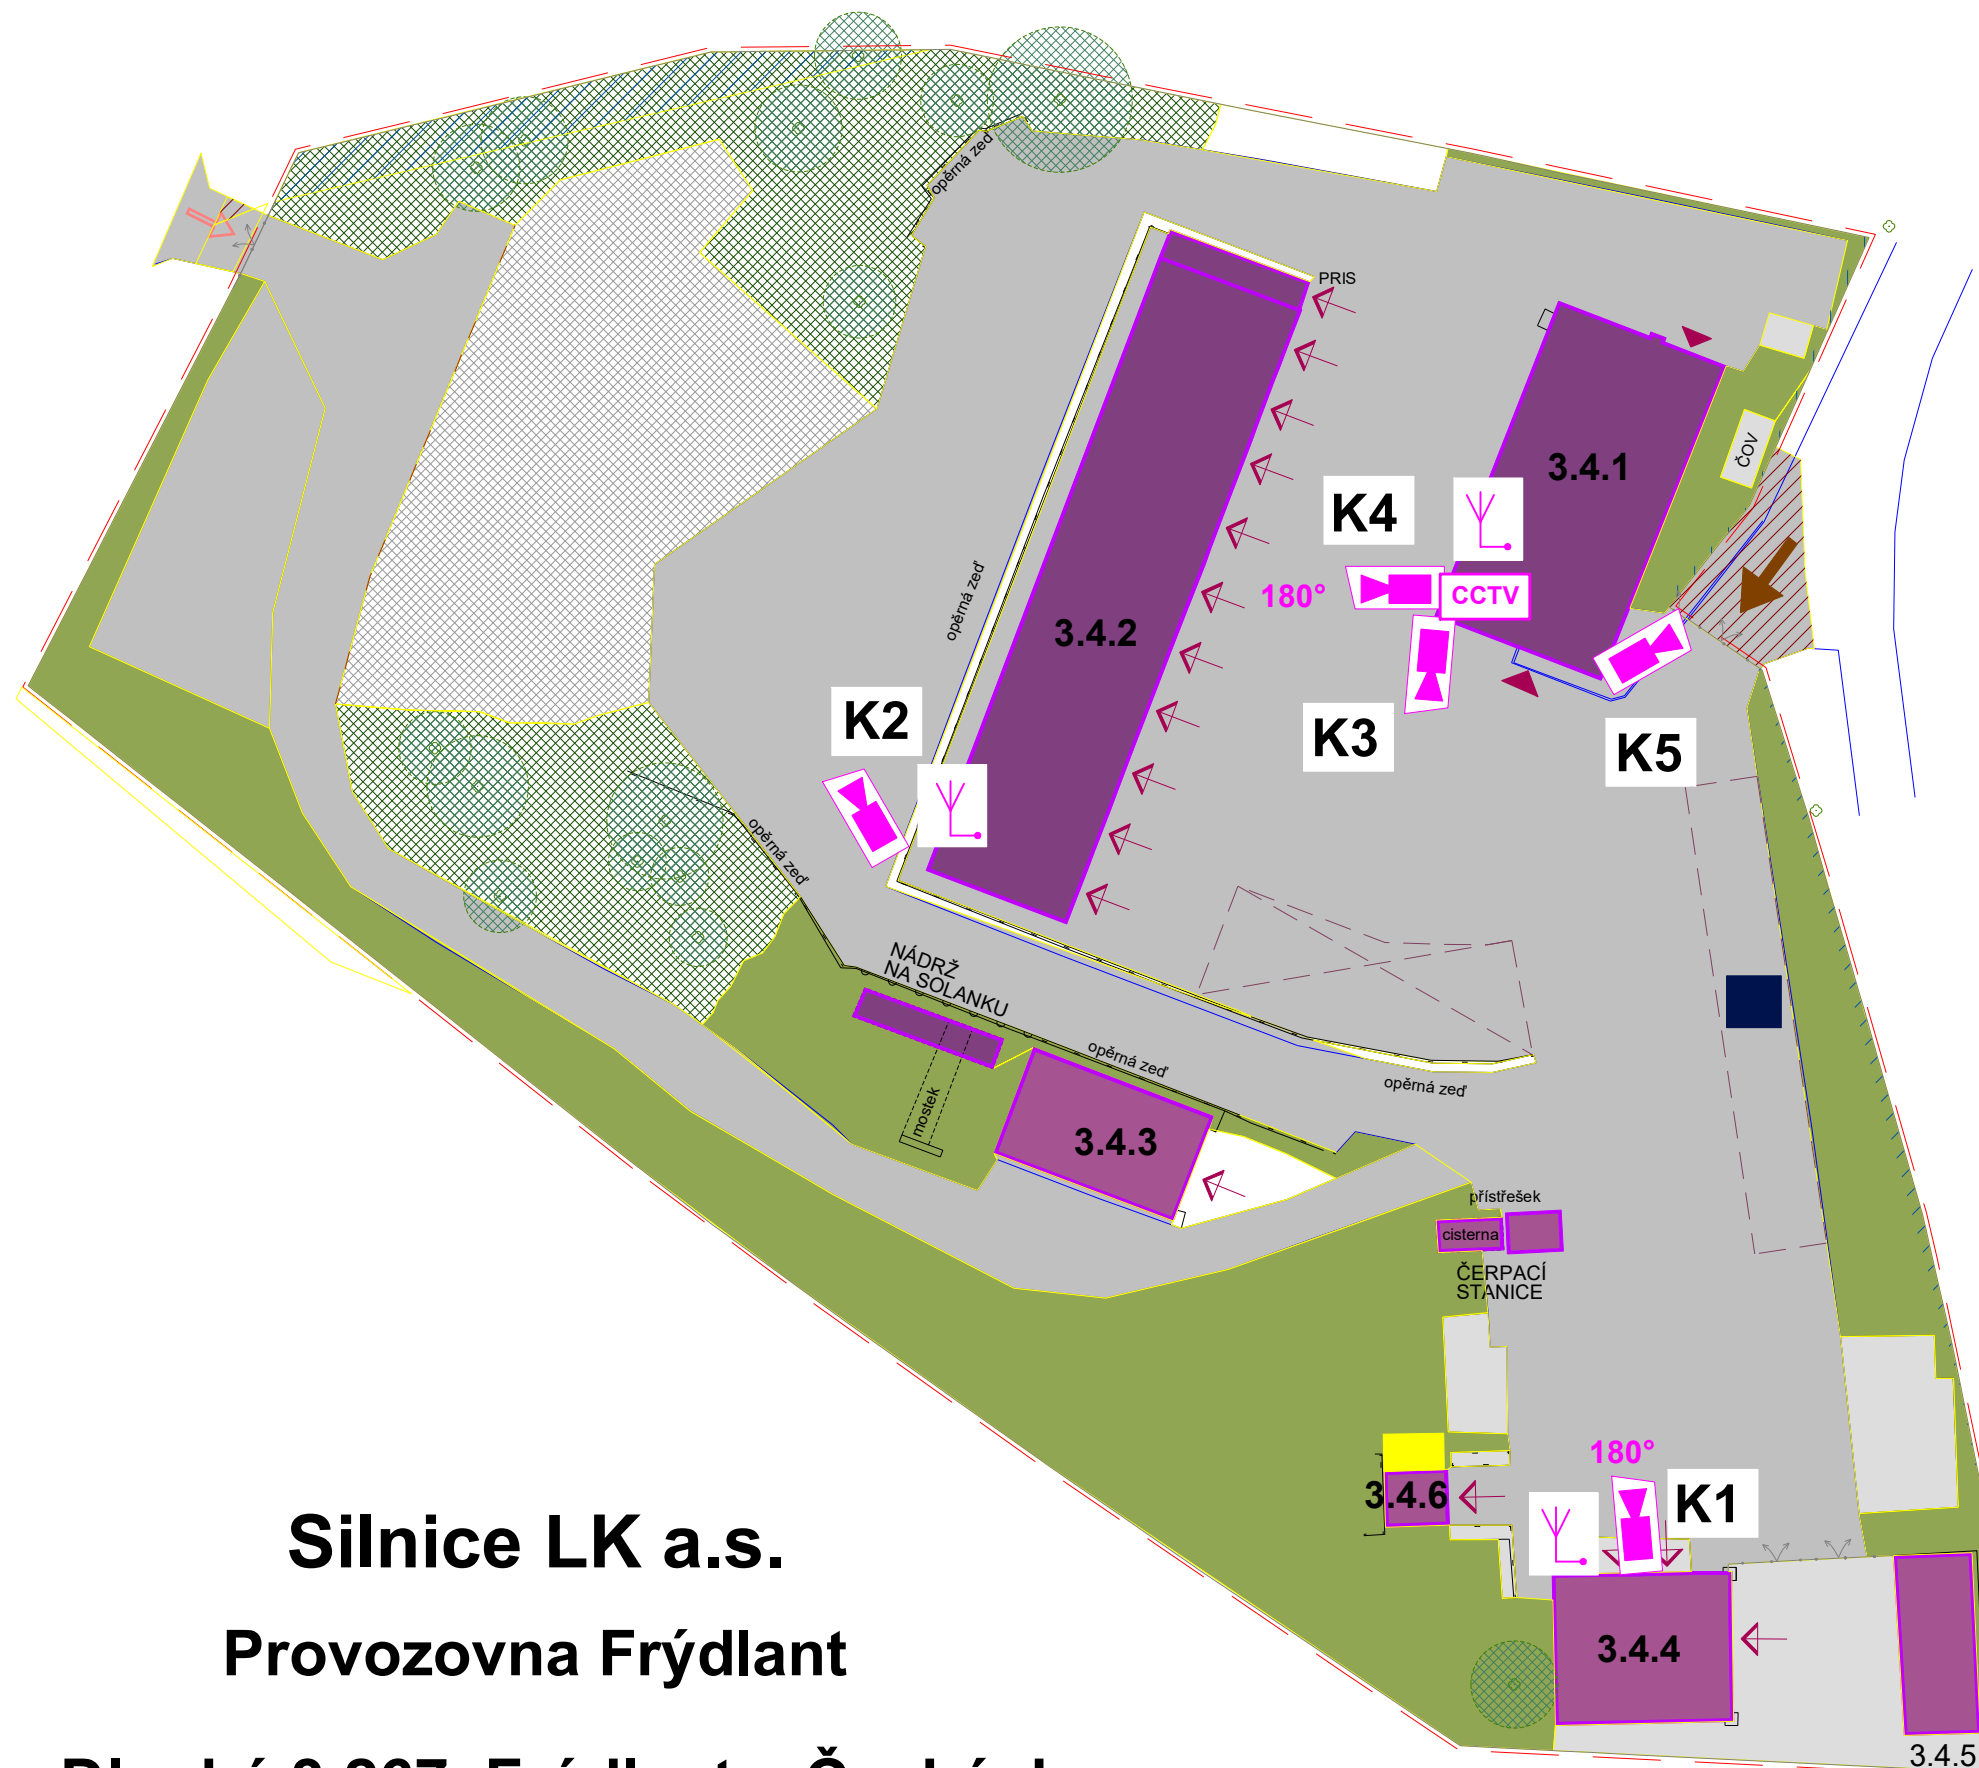 opěrná zeď
PRIS
3.4.1
ČOV
K4
180°
CCTV
opěrná zeď
3.4.2
K2
K3
K5
opěrná zeď
NÁDRŽ
NA SOLANKU
opěrná zeď
opěrná zeď
mostek
3.4.3
přístřešek
cisterna
ČERPACÍ
STANICE
180°
3.4.6
K1
Silnice LK a.s.
Provozovna Frýdlant
3.4.4
3.4.5